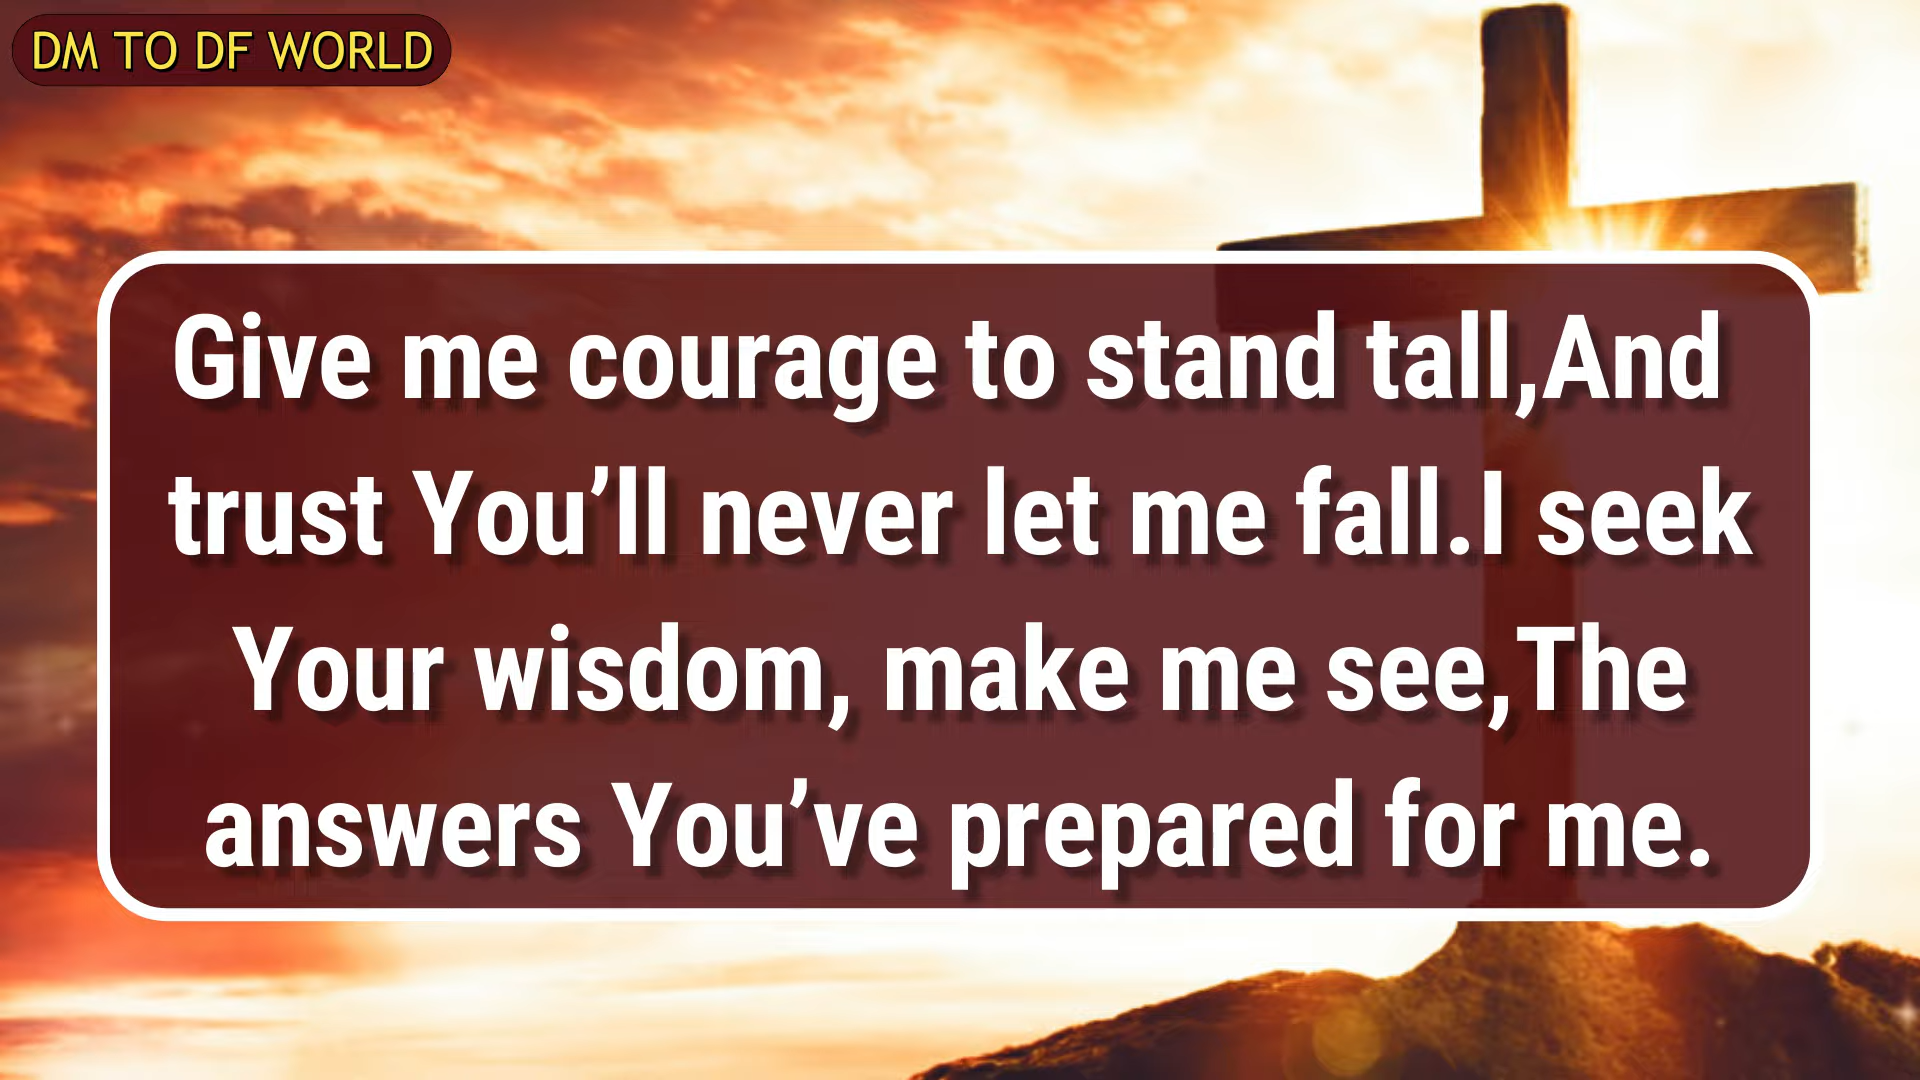 DM TO DF WORLD
Give me courage to stand tall,And
trust You’ll never let me fall.I seek
Your wisdom, make me see,The
answers You’ve prepared for me.